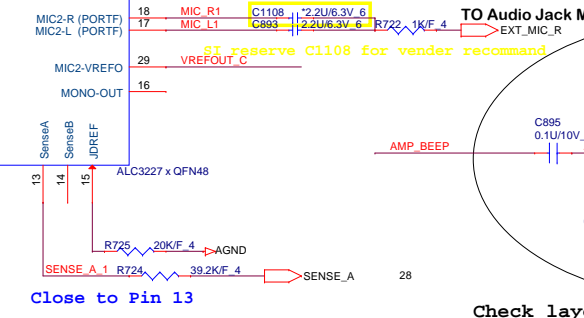 TO Audio Jack M
MIC2-R (PORTF) 18 MIC_R1 C1108 *2.2U/6.3V_6
MIC2-L (PORTF) 17 MIC_L1 C893 2.2U/6.3V_6 R722 1K/F_4 EXT_MIC_R
SI reserve C1108 for vender recommand
MIC2-VREFO 29 VREFOUT_C
MONO-OUT 16
C895
0.1U/10V_
AMP_BEEP
SenseA
SenseB
JDREF
ALC3227 x QFN48
13
14
15
R725 20K/F_4 AGND
SENSE_A_1 R724 39.2K/F_4 SENSE_A 28
Close to Pin 13
Check layo